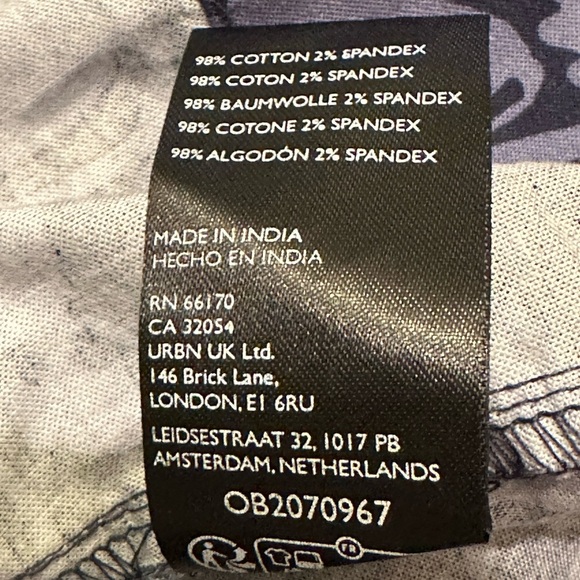 98% COTTON 2% SPANDEX
98% COTON 2% SPANDEX
98% BAUMWOLLE 2% SPANDEX
98% COTONE 2% SPANDEX
98% ALGODÓN 2% SPANDEX
MADE IN INDIA
HECHO EN INDIA
RN 66170
CA 32054
URBN UK Ltd.
146 Brick Lane,
LONDON, E1 6RU
LEIDSESTRAAT 32, 1017 PB
AMSTERDAM, NETHERLANDS
OB2070967
FR